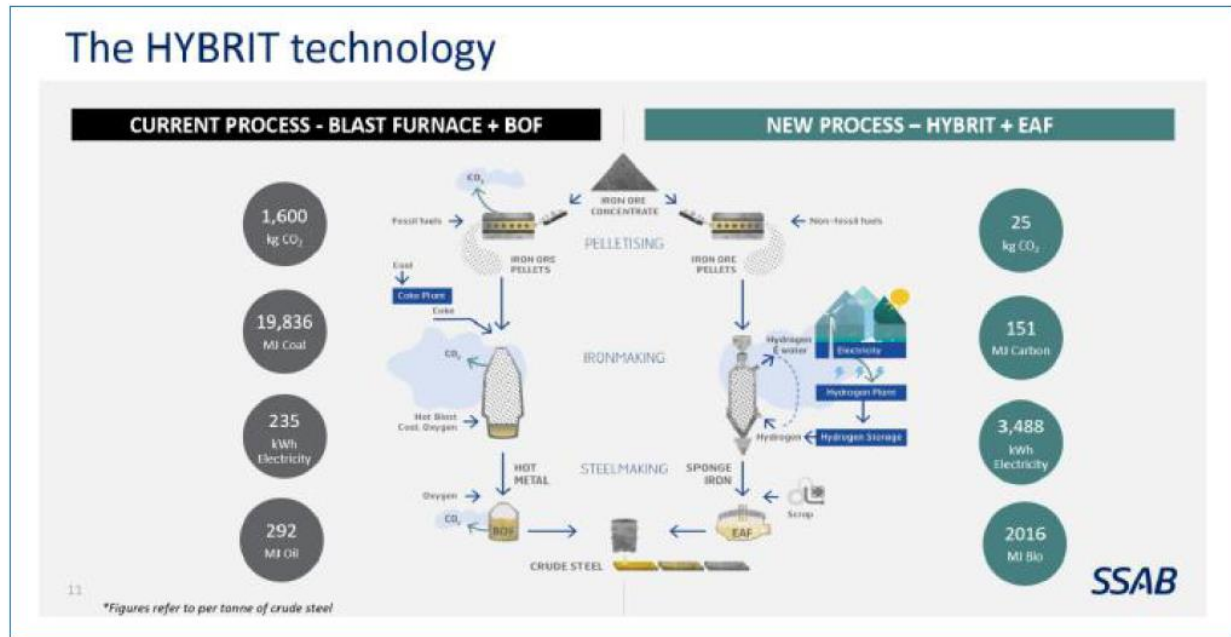 The HYBRIT technology
CURRENT PROCESS - BLAST FURNACE + BOF
NEW PROCESS – HYBRIT + EAF
1,600
kg CO₂
19,836
MJ Coal
235
kWh
Electricity
292
MJ Oil
CO₂
IRON ORE
CONCENTRATE
Fossil fuels
Non-fossil fuels
PELLETISING
IRON ORE
PELLETS
IRON ORE
PELLETS
Coal
Coke Plant
Coke
CO₂
IRONMAKING
Hydrogen
& water
Electricity
Hydrogen Plant
Hot Blast
Coal, Oxygen
Hydrogen
Hydrogen Storage
HOT
METAL
STEELMAKING
SPONGE
IRON
Oxygen
CO₂
BOF
EAF
Scrap
CRUDE STEEL
25
kg CO₂
151
MJ Carbon
3,488
kWh
Electricity
2016
MJ Bio
SSAB
11
*Figures refer to per tonne of crude steel